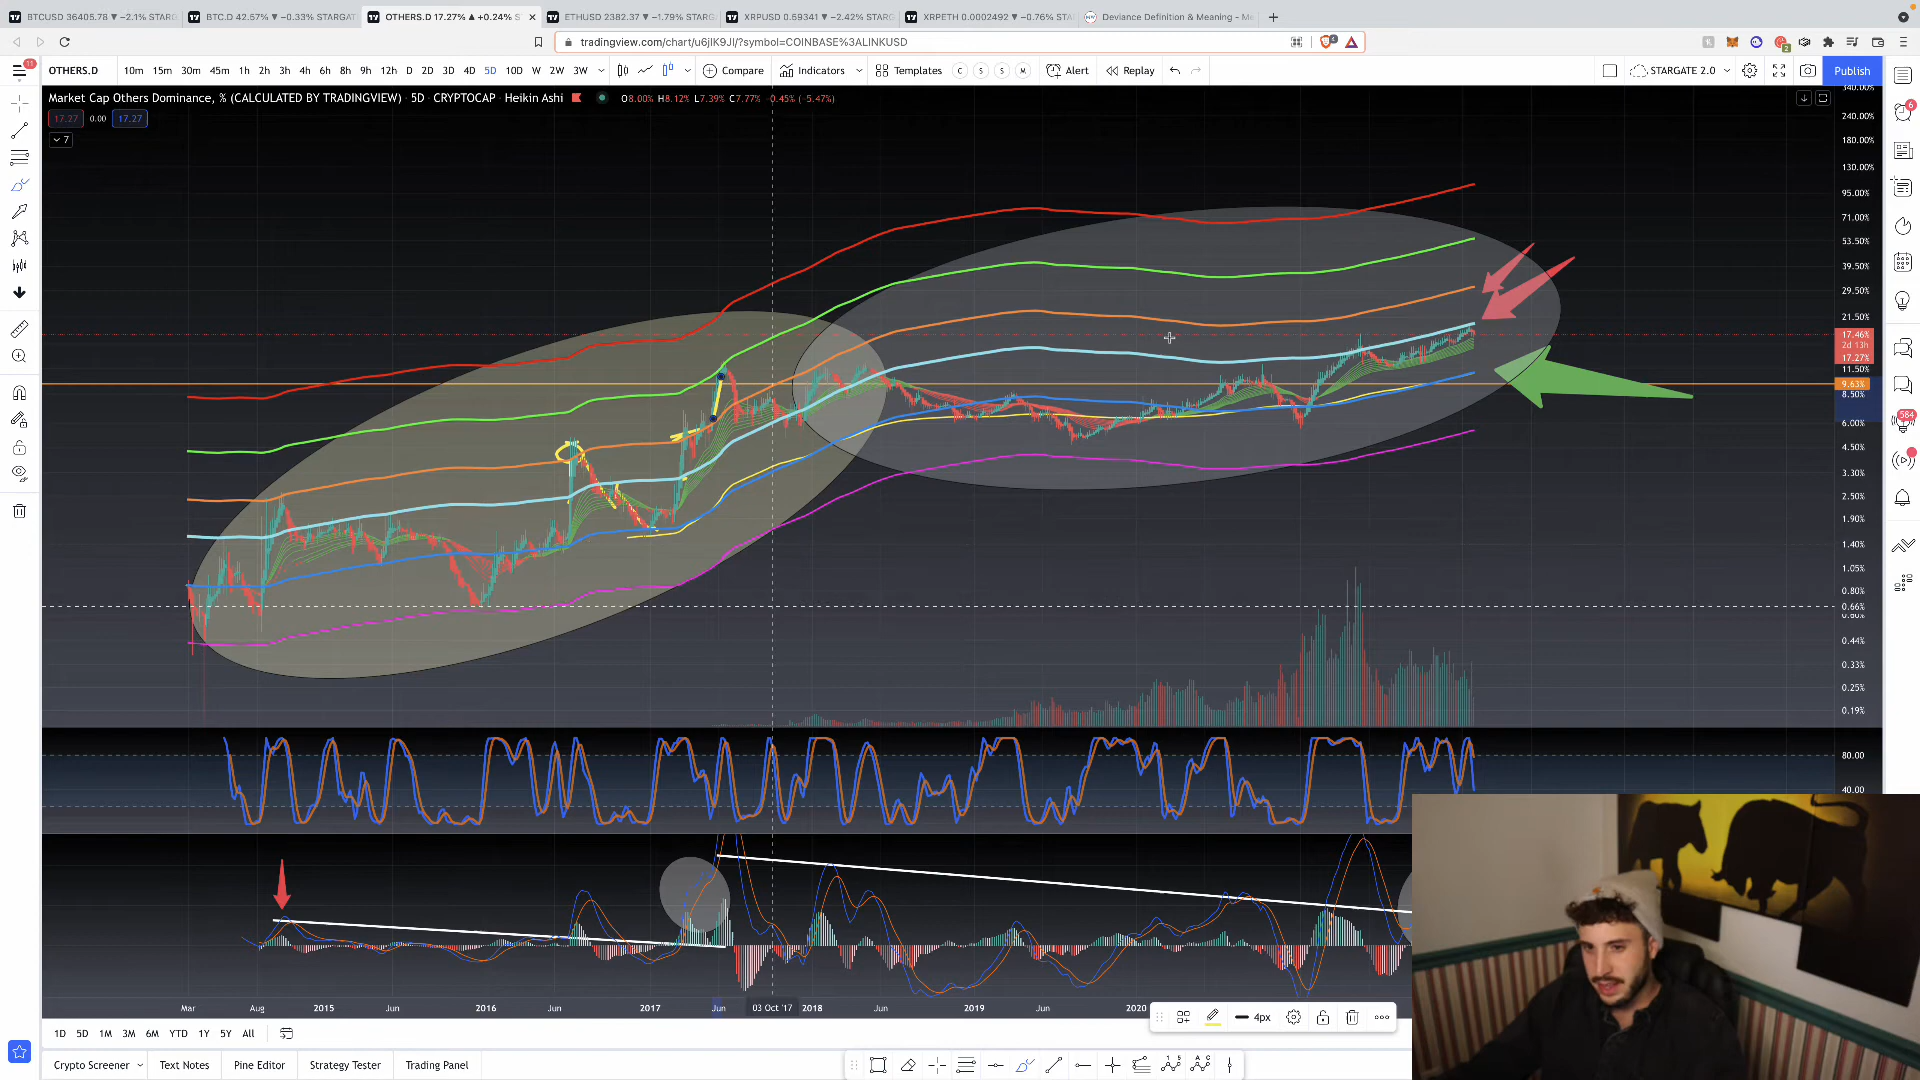 BTCUSD 36405.78 ▼ −2.1% STARG
BTC.D 42.57% ▼ −0.33% STARGAT
OTHERS.D 17.27% ▲ +0.24% S
ETHUSD 2382.37 ▼ −1.79% STARG
XRPUSD 0.59341 ▼ −2.42% STARG
XRPETH 0.0002492 ▼ −0.76% STA
Deviance Definition & Meaning - Me
tradingview.com/chart/u6jIK9JI/?symbol=COINBASE%3ALINKUSD
11
OTHERS.D 10m 15m 30m 45m 1h 2h 3h 4h 6h 8h 9h 12h D 2D 3D 4D 5D 10D W 2W 3W Compare Indicators Templates C S S M Alert Replay STARGATE 2.0 Publish
Market Cap Others Dominance, % (CALCULATED BY TRADINGVIEW) · 5D · CRYPTOCAP · Heikin Ashi O8.00% H8.12% L7.39% C7.77% −0.45% (−5.47%)
17.27 0.00 17.27
7
340.00%
240.00%
180.00%
130.00%
95.00%
71.00%
53.50%
39.50%
29.50%
21.50%
17.46%
2d 13h
17.27%
11.50%
9.63%
8.50%
6.00%
4.50%
3.30%
2.50%
1.90%
1.40%
1.05%
0.80%
0.66%
0.44%
0.33%
0.25%
0.19%
80.00
40.00
6
584
Mar Aug 2015 Jun 2016 Jun 2017 Jun 03 Oct '17 2018 Jun 2019 Jun 2020
4px
1D 5D 1M 3M 6M YTD 1Y 5Y All
Crypto Screener Text Notes Pine Editor Strategy Tester Trading Panel